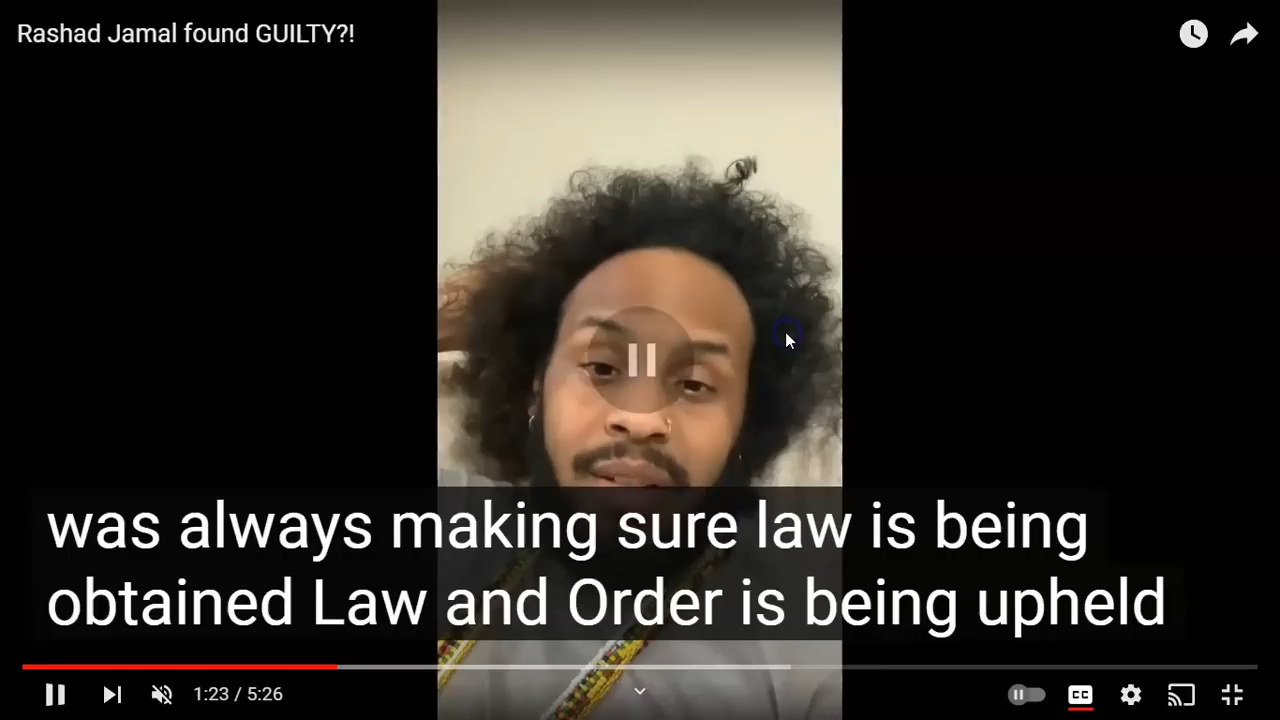 Rashad Jamal found GUILTY?!
was always making sure law is being
obtained Law and Order is being upheld
1:23 / 5:26
CC